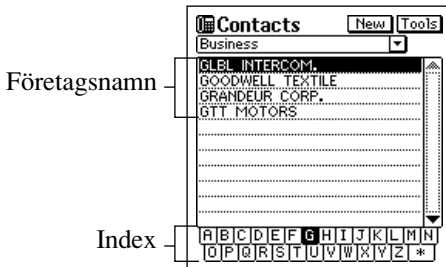 Contacts New Tools
Business
Företagsnamn
GLBL INTERCOM.
GOODWELL TEXTILE
GRANDEUR CORP.
GTT MOTORS
Index
A B C D E F G H I J K L M N
O P Q R S T U V W X Y Z *